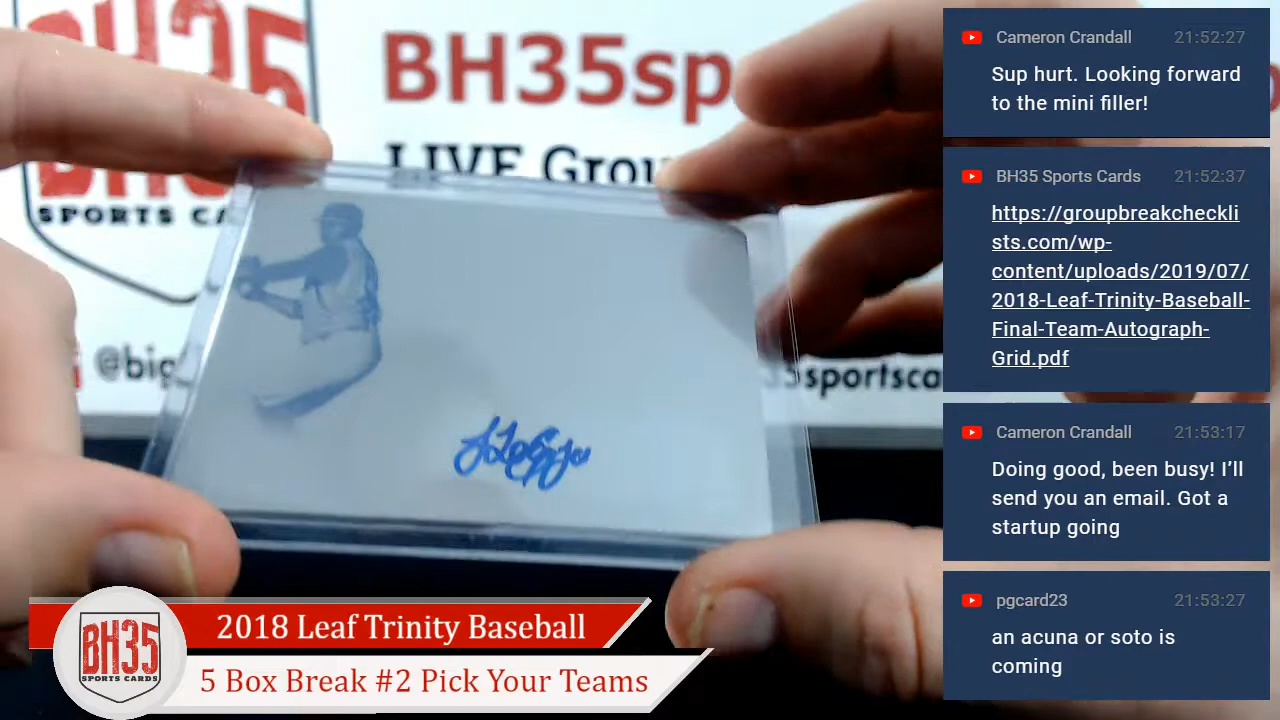 BH35
BH35sp
LIVE Grou
SPORTS CA
@big
35sportsca
2018 Leaf Trinity Baseball
5 Box Break #2 Pick Your Teams
BH35
SPORTS CARDS
Cameron Crandall 21:52:27
Sup hurt. Looking forward
to the mini filler!
BH35 Sports Cards 21:52:37
https://groupbreakcheckli
sts.com/wp-
content/uploads/2019/07/
2018-Leaf-Trinity-Baseball-
Final-Team-Autograph-
Grid.pdf
Cameron Crandall 21:53:17
Doing good, been busy! I’ll
send you an email. Got a
startup going
pgcard23 21:53:27
an acuna or soto is
coming